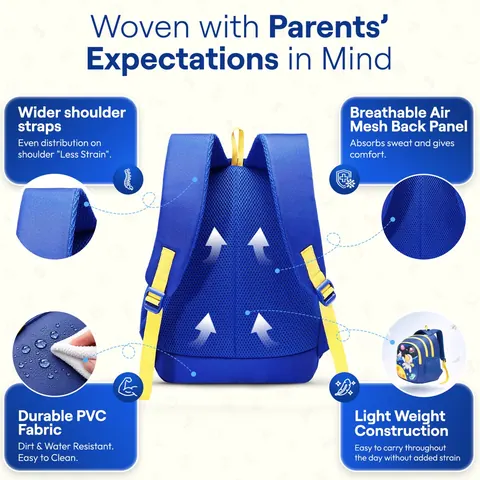 Woven with Parents’
Expectations in Mind
Wider shoulder
straps
Even distribution on
shoulder "Less Strain".
Breathable Air
Mesh Back Panel
Absorbs sweat and gives
comfort.
Durable PVC
Fabric
Dirt & Water Resistant.
Easy to Clean.
Light Weight
Construction
Easy to carry throughout
the day without added strain